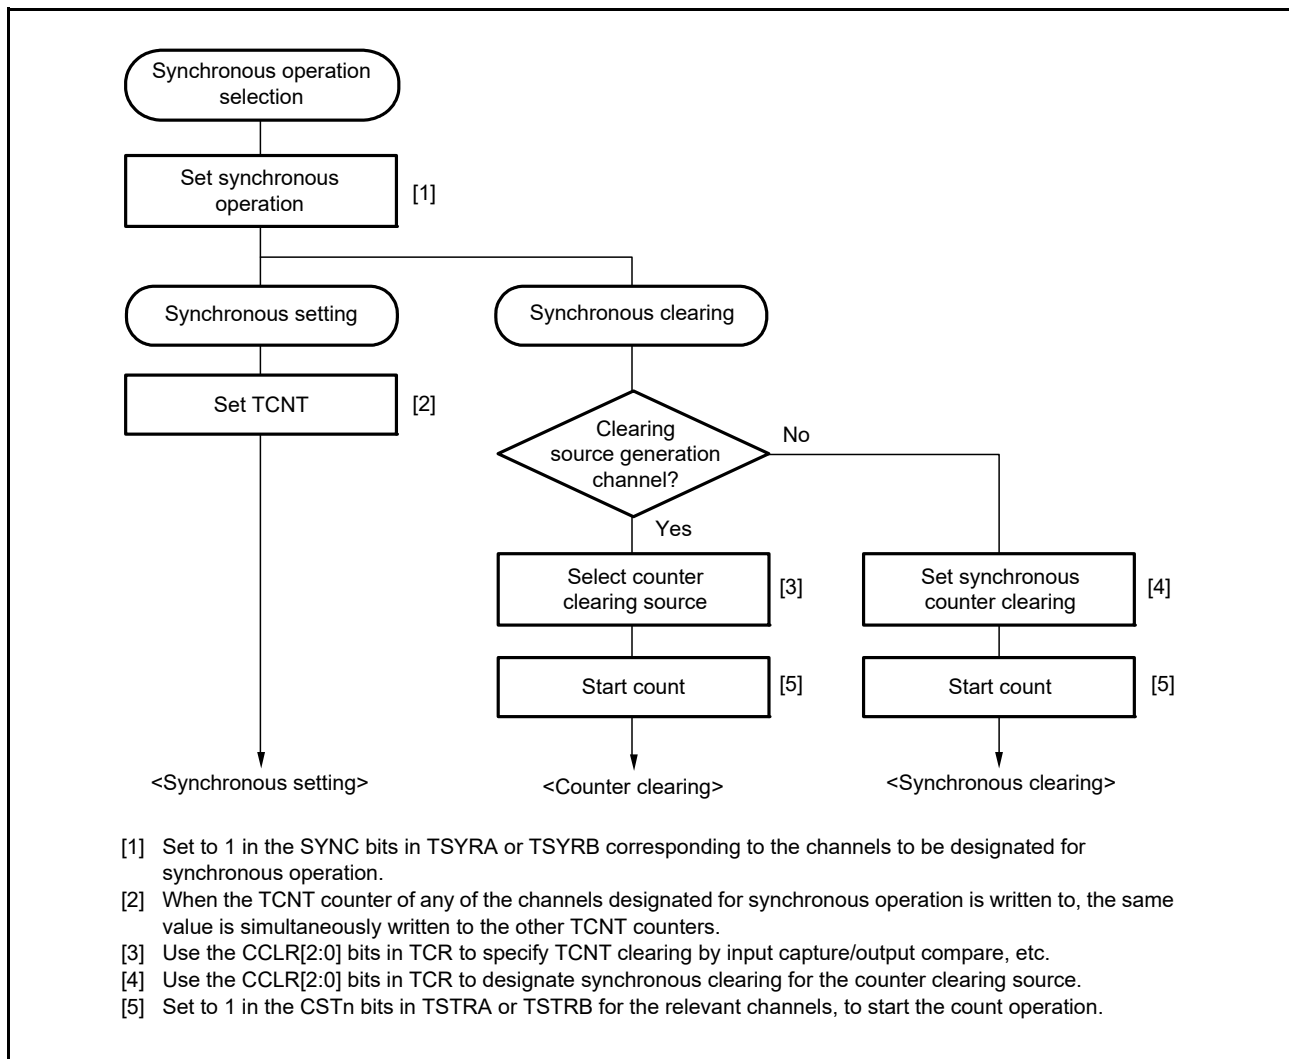 Synchronous operation
selection
Set synchronous
operation
[1]
Synchronous setting
Synchronous clearing
Set TCNT
[2]
Clearing
source generation
channel?
No
Yes
Select counter
clearing source
[3]
Set synchronous
counter clearing
[4]
Start count
[5]
Start count
[5]
<Synchronous setting>
<Counter clearing>
<Synchronous clearing>
[1] Set to 1 in the SYNC bits in TSYRA or TSYRB corresponding to the channels to be designated for
synchronous operation.
[2] When the TCNT counter of any of the channels designated for synchronous operation is written to, the same
value is simultaneously written to the other TCNT counters.
[3] Use the CCLR[2:0] bits in TCR to specify TCNT clearing by input capture/output compare, etc.
[4] Use the CCLR[2:0] bits in TCR to designate synchronous clearing for the counter clearing source.
[5] Set to 1 in the CSTn bits in TSTRA or TSTRB for the relevant channels, to start the count operation.